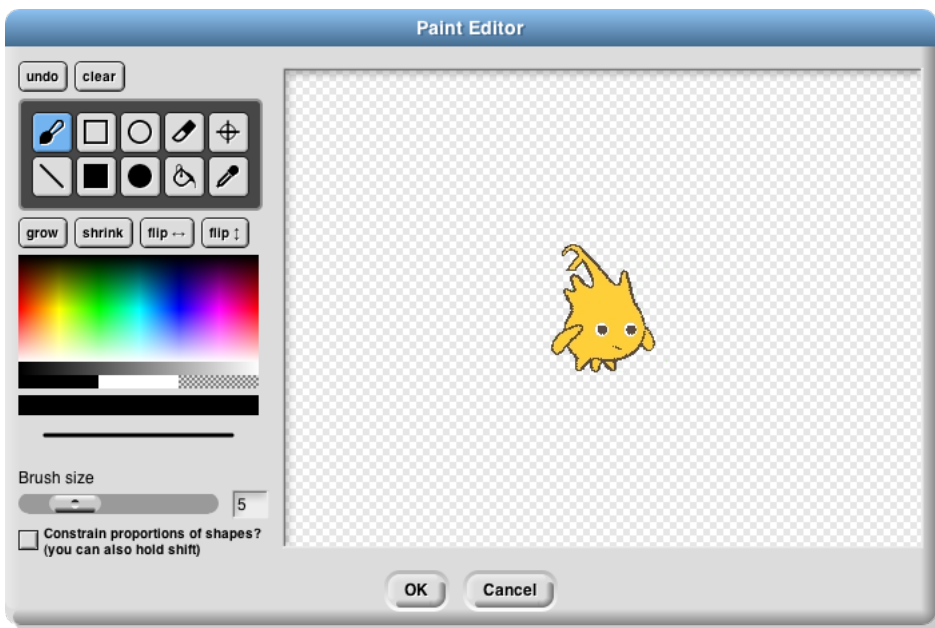 Paint Editor
undo clear
grow shrink flip ↔ flip ↕
Brush size
5
Constrain proportions of shapes?
(you can also hold shift)
OK Cancel